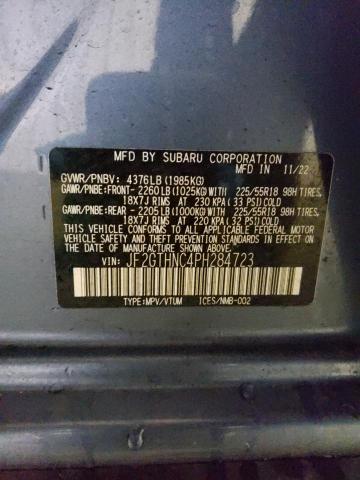 MFD. BY SUBARU CORPORATION 11/22
GVWR/PNBV: 4376 LB (1985KG)
GAWR/PNBE: FRONT - 2260 LB (1025KG) WITH 225/55R18 98H TIRES,
18X7J RIMS AT 230 KPA (33 PSI) COLD
GAWR/PNBE: REAR - 2205 LB (1000KG) WITH 225/55R18 98H TIRES,
18X7J RIMS AT 220 KPA (32 PSI) COLD
THIS VEHICLE CONFORMS TO ALL APPLICABLE
FEDERAL MOTOR VEHICLE SAFETY, BUMPER, AND
THEFT PREVENTION STANDARDS IN EFFECT ON THE
DATE OF MANUFACTURE SHOWN ABOVE.
VIN: JF2GTHNC4PH284723
TYPE:MPV/VTUM ICES/NMB-002